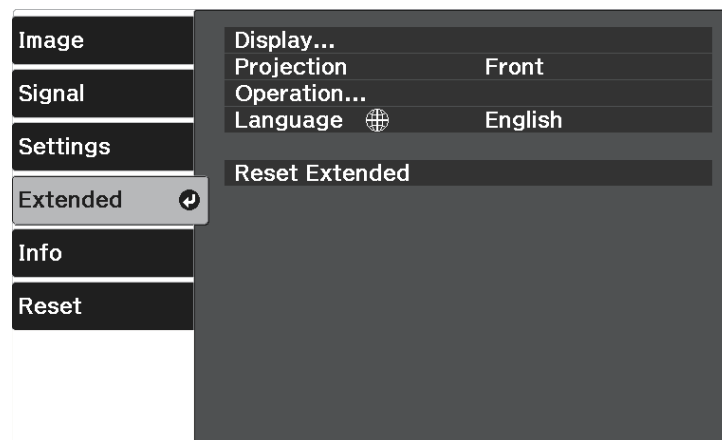 Image
Signal
Settings
Extended
Info
Reset
Display...
Projection Front
Operation...
Language English
Reset Extended